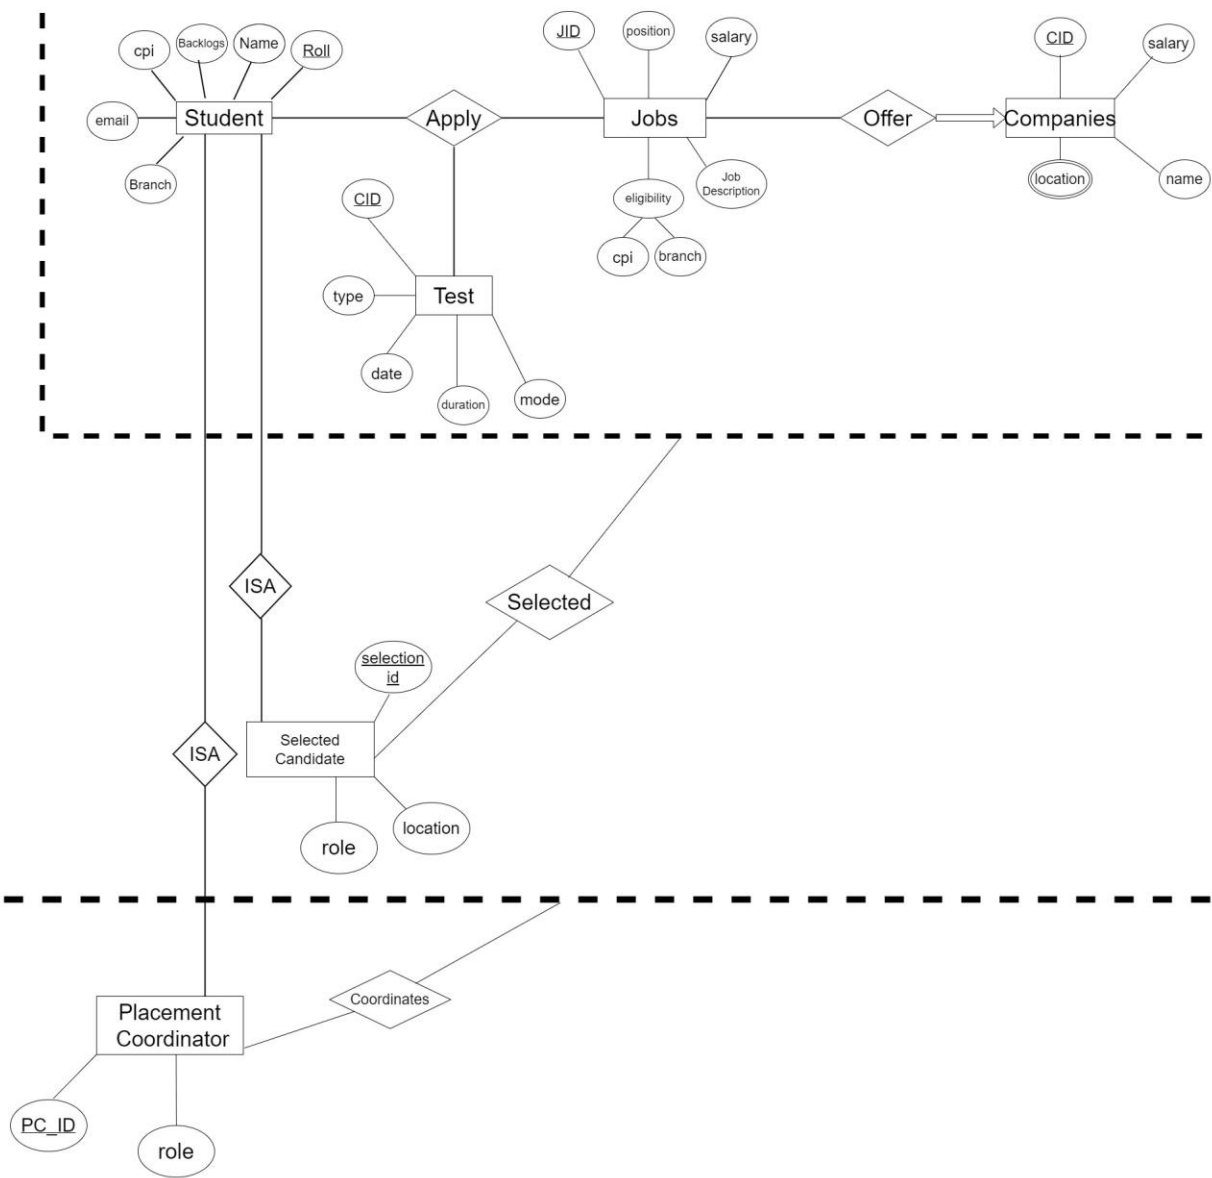 JID
position
salary
CID
salary
cpi
Backlogs
Name
Roll
email
Student
Apply
Jobs
Offer
Companies
Branch
CID
eligibility
Job
Description
location
name
cpi
branch
type
Test
date
duration
mode
ISA
Selected
selection
id
Selected
Candidate
ISA
role
location
Placement
Coordinator
Coordinates
PC_ID
role